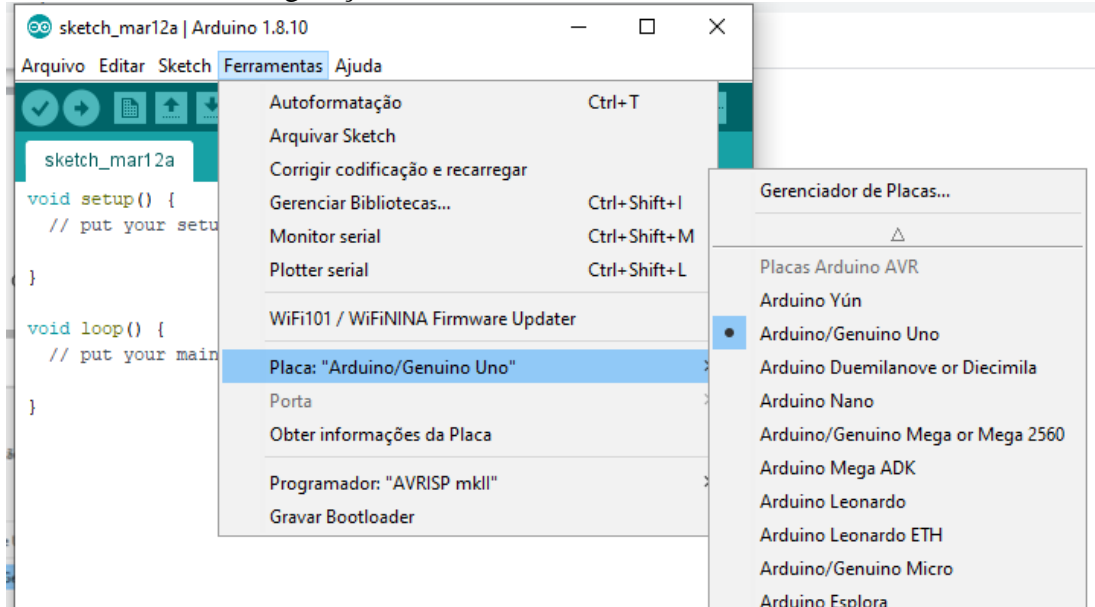 sketch_mar12a | Arduino 1.8.10
Arquivo Editar Sketch Ferramentas Ajuda
sketch_mar12a
void setup() {
// put your setu
}
void loop() {
// put your main
}
Autoformatação Ctrl+T
Arquivar Sketch
Corrigir codificação e recarregar
Gerenciar Bibliotecas... Ctrl+Shift+I
Monitor serial Ctrl+Shift+M
Plotter serial Ctrl+Shift+L
WiFi101 / WiFiNINA Firmware Updater
Placa: "Arduino/Genuino Uno"
Porta
Obter informações da Placa
Programador: "AVRISP mkII"
Gravar Bootloader
Gerenciador de Placas...
Placas Arduino AVR
Arduino Yún
Arduino/Genuino Uno
Arduino Duemilanove or Diecimila
Arduino Nano
Arduino/Genuino Mega or Mega 2560
Arduino Mega ADK
Arduino Leonardo
Arduino Leonardo ETH
Arduino/Genuino Micro
Arduino Esplora